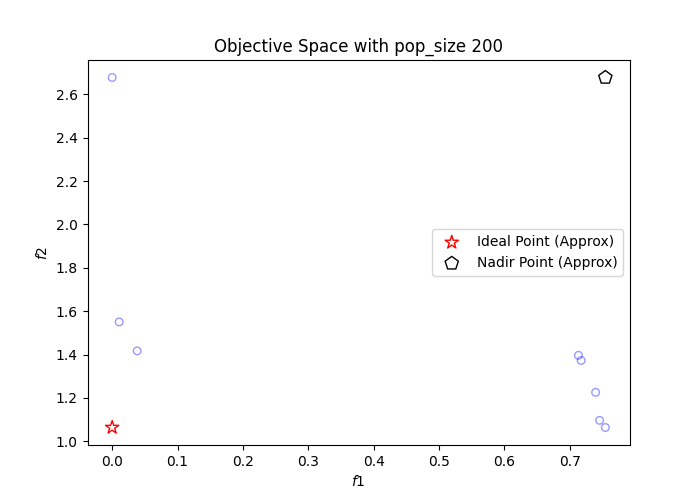 Objective Space with pop_size 200
f2
2.6
2.4
2.2
2.0
1.8
1.6
1.4
1.2
1.0
Ideal Point (Approx)
Nadir Point (Approx)
0.0 0.1 0.2 0.3 0.4 0.5 0.6 0.7
f1